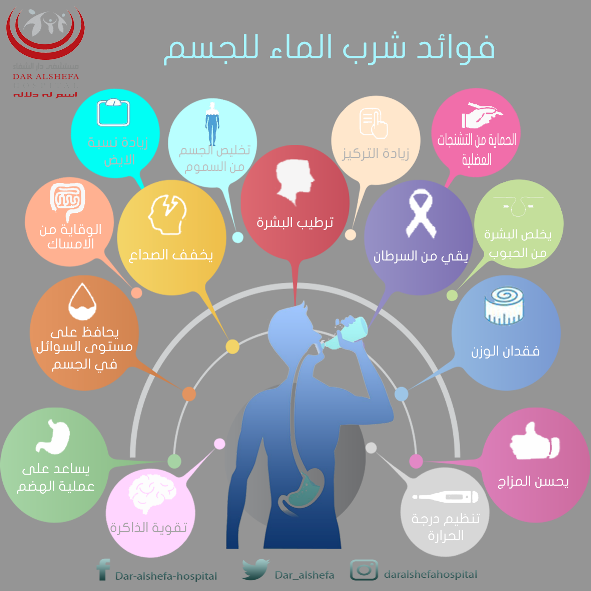 DAR ALSHEFA
اسم له دلالة
فوائد شرب الماء للجسم
الحماية من التشنجات
العضلية
زيادة التركيز
تخليص الجسم
من السموم
زيادة نسبة
ترطيب البشرة
يخلص البشرة
من الحبوب
يقي من السرطان
يخفف الصداع
الوقاية من
الامساك
فقدان الوزن
يحافظ على
مستوى السوائل
في الجسم
يحسن المزاج
تنظيم درجة
الحرارة
تقوية الذاكرة
يساعد على
عملية الهضم
Dar-alshefa-hospital
Dar_alshefa
daralshefahospital